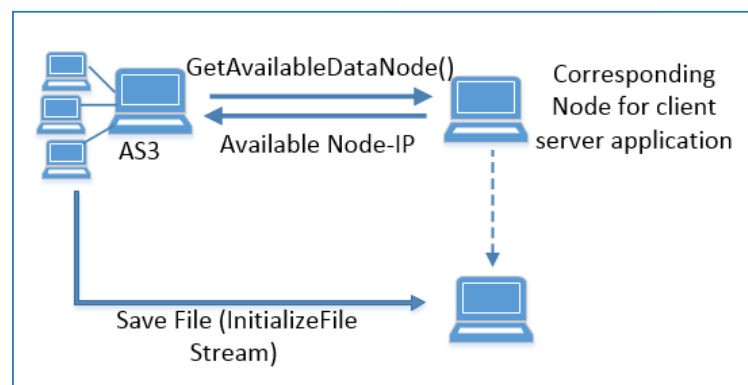 GetAvailableDataNode()
Available Node-IP
AS3
Corresponding
Node for client
server application
Save File (InitializeFile
Stream)